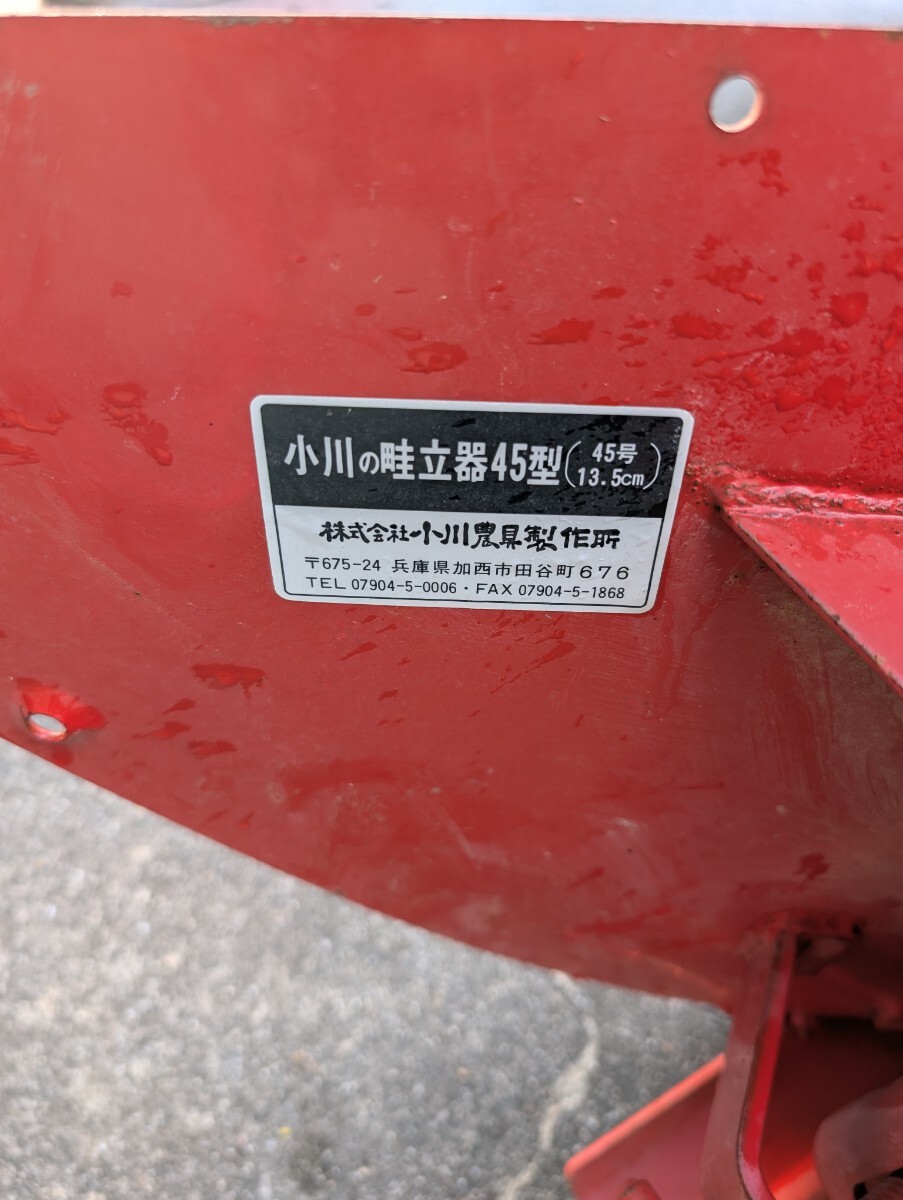 小川の畦立器45型(45号 13.5cm)
株式会社小川農具製作所
〒675-24 兵庫県加西市田谷町676
TEL 07904-5-0006・FAX 07904-5-1868